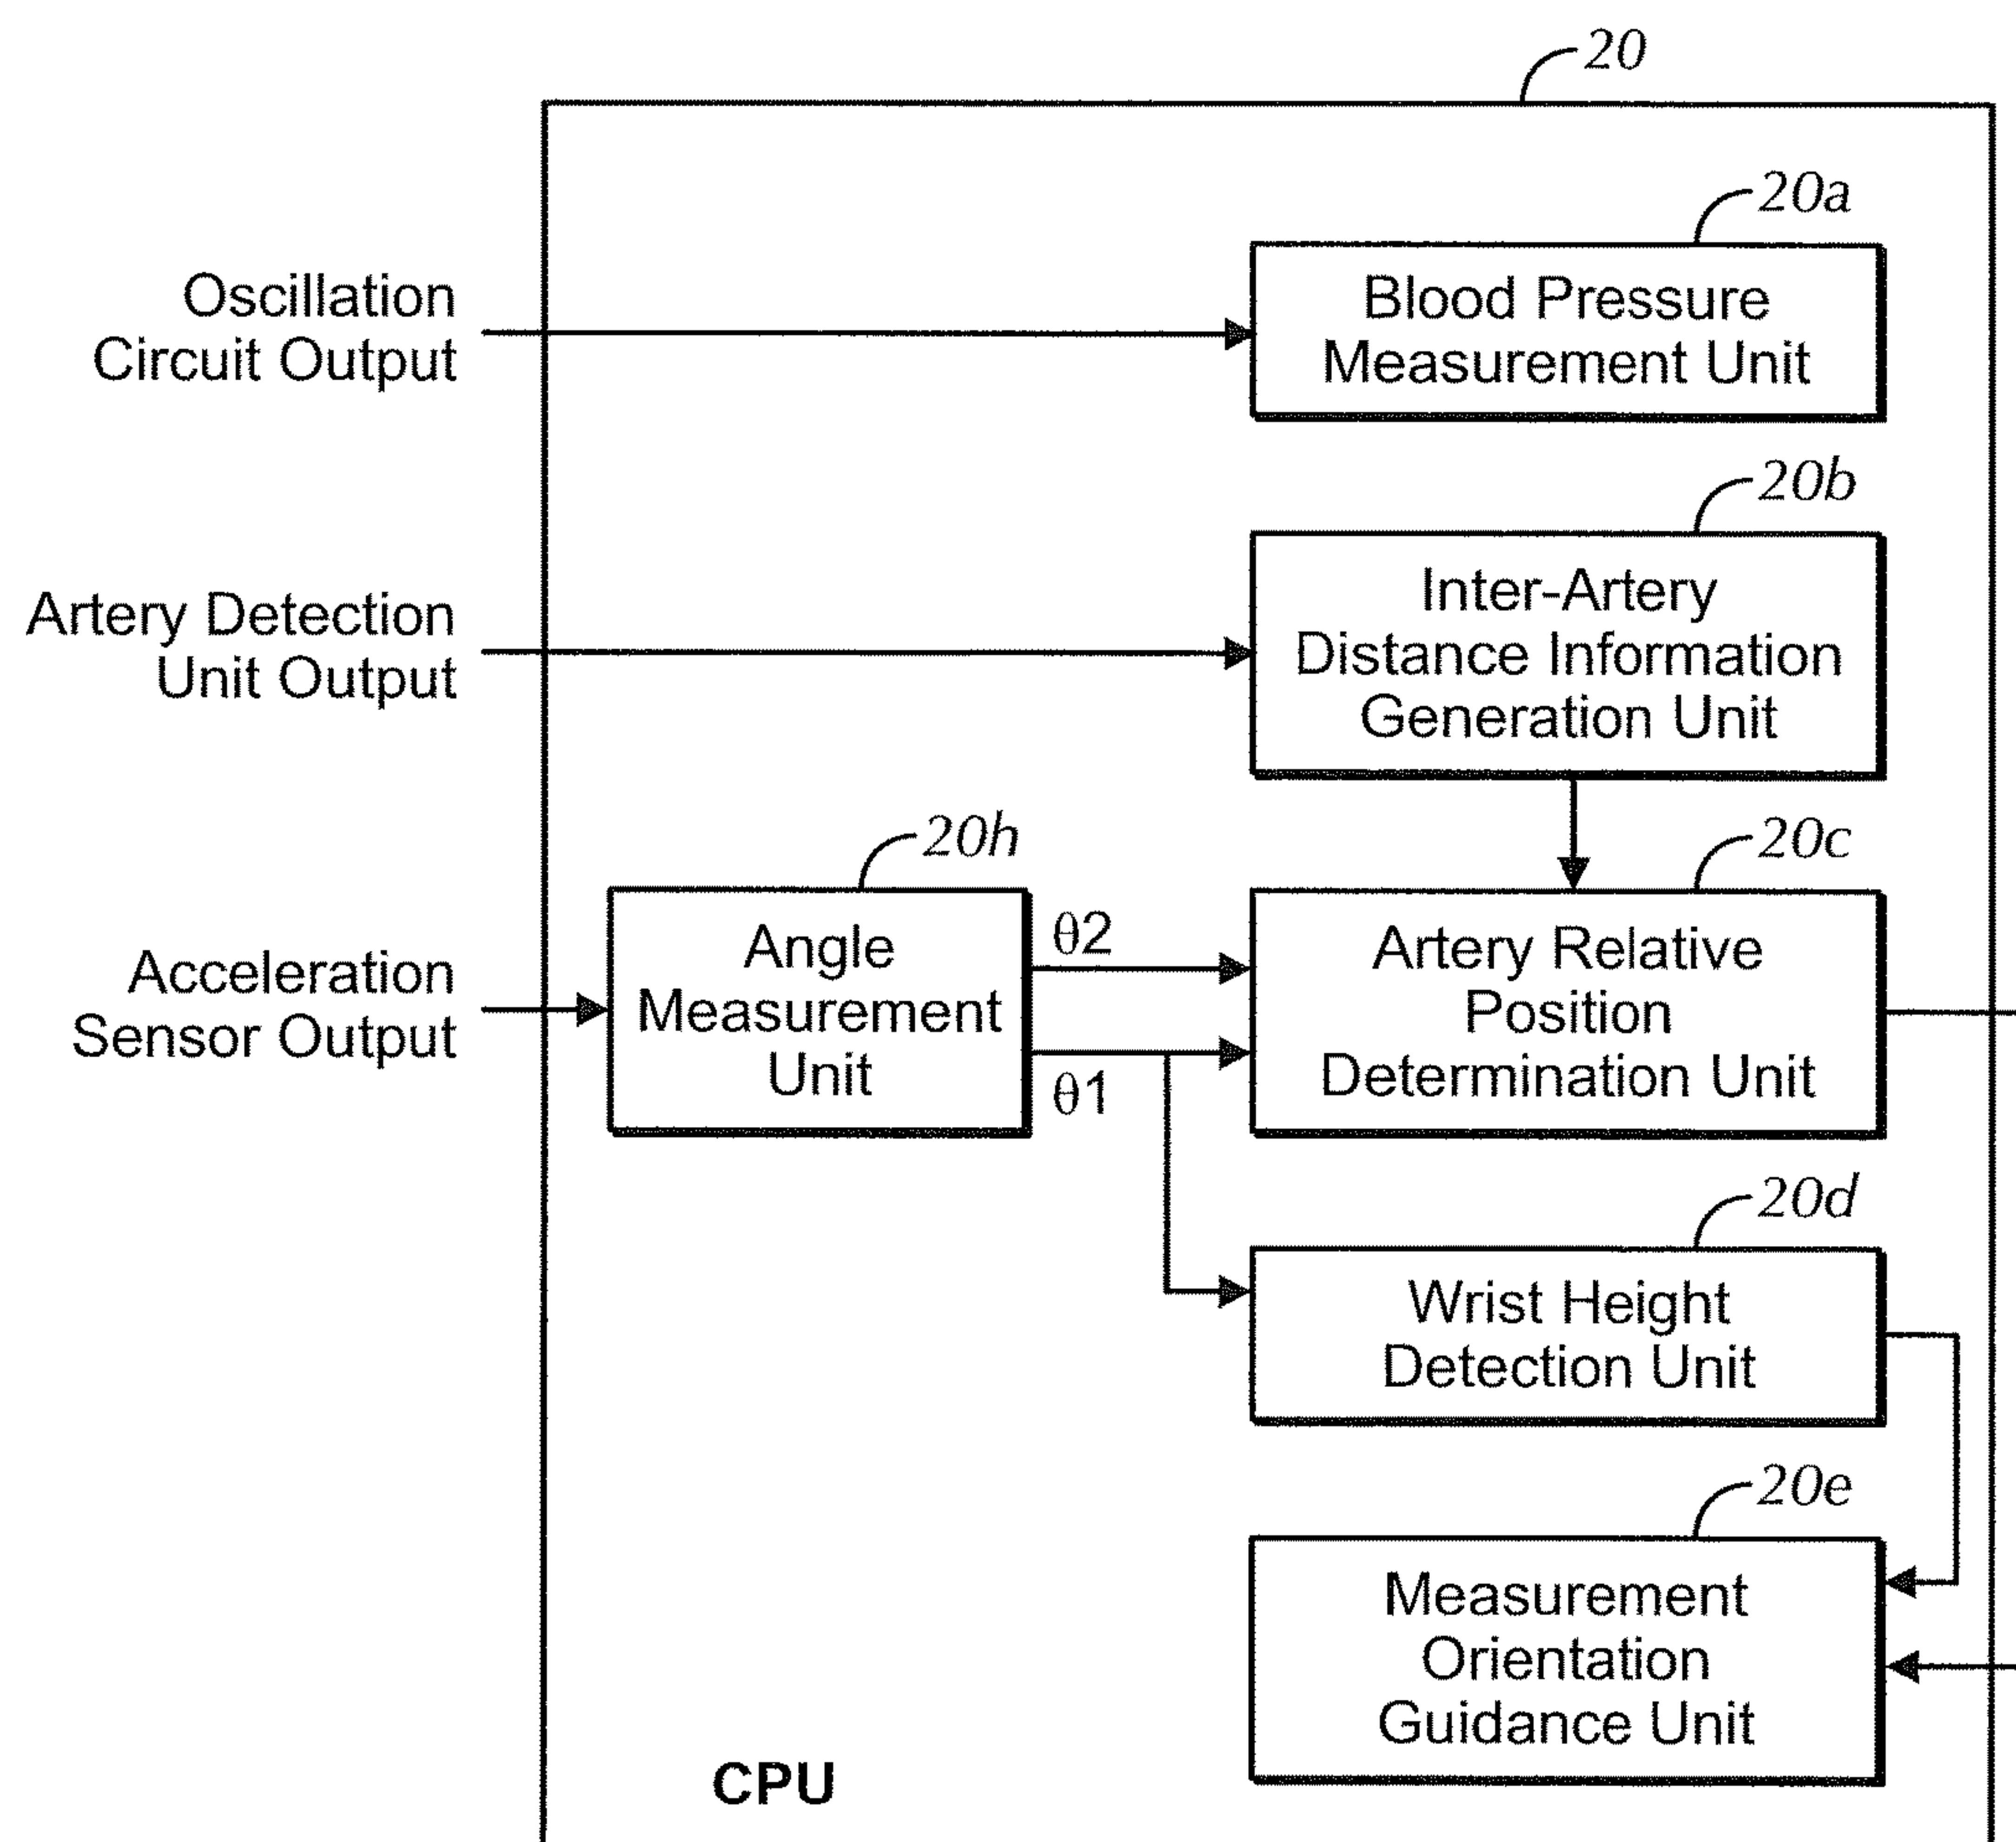 20
20a
Oscillation
Circuit Output
Blood Pressure
Measurement Unit
20b
Artery Detection
Unit Output
Inter-Artery
Distance Information
Generation Unit
20h
20c
Acceleration
Sensor Output
Angle
Measurement
Unit
θ2
θ1
Artery Relative
Position
Determination Unit
20d
Wrist Height
Detection Unit
20e
Measurement
Orientation
Guidance Unit
CPU